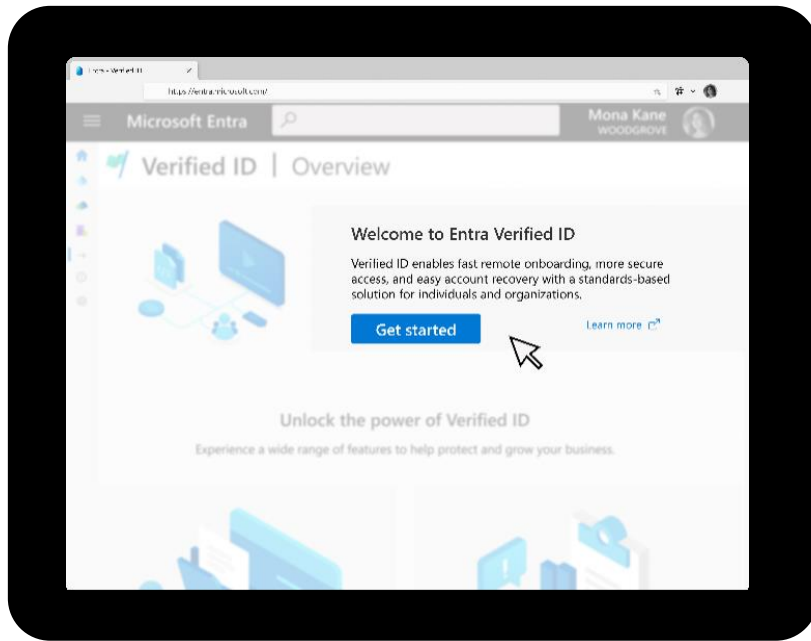 Entra - Verified ID
https://entra.microsoft.com/
Microsoft Entra
Mona Kane
WOODGROVE
Verified ID | Overview
Welcome to Entra Verified ID
Verified ID enables fast remote onboarding, more secure
access, and easy account recovery with a standards-based
solution for individuals and organizations.
Get started
Learn more
Unlock the power of Verified ID
Experience a wide range of features to help protect and grow your business.